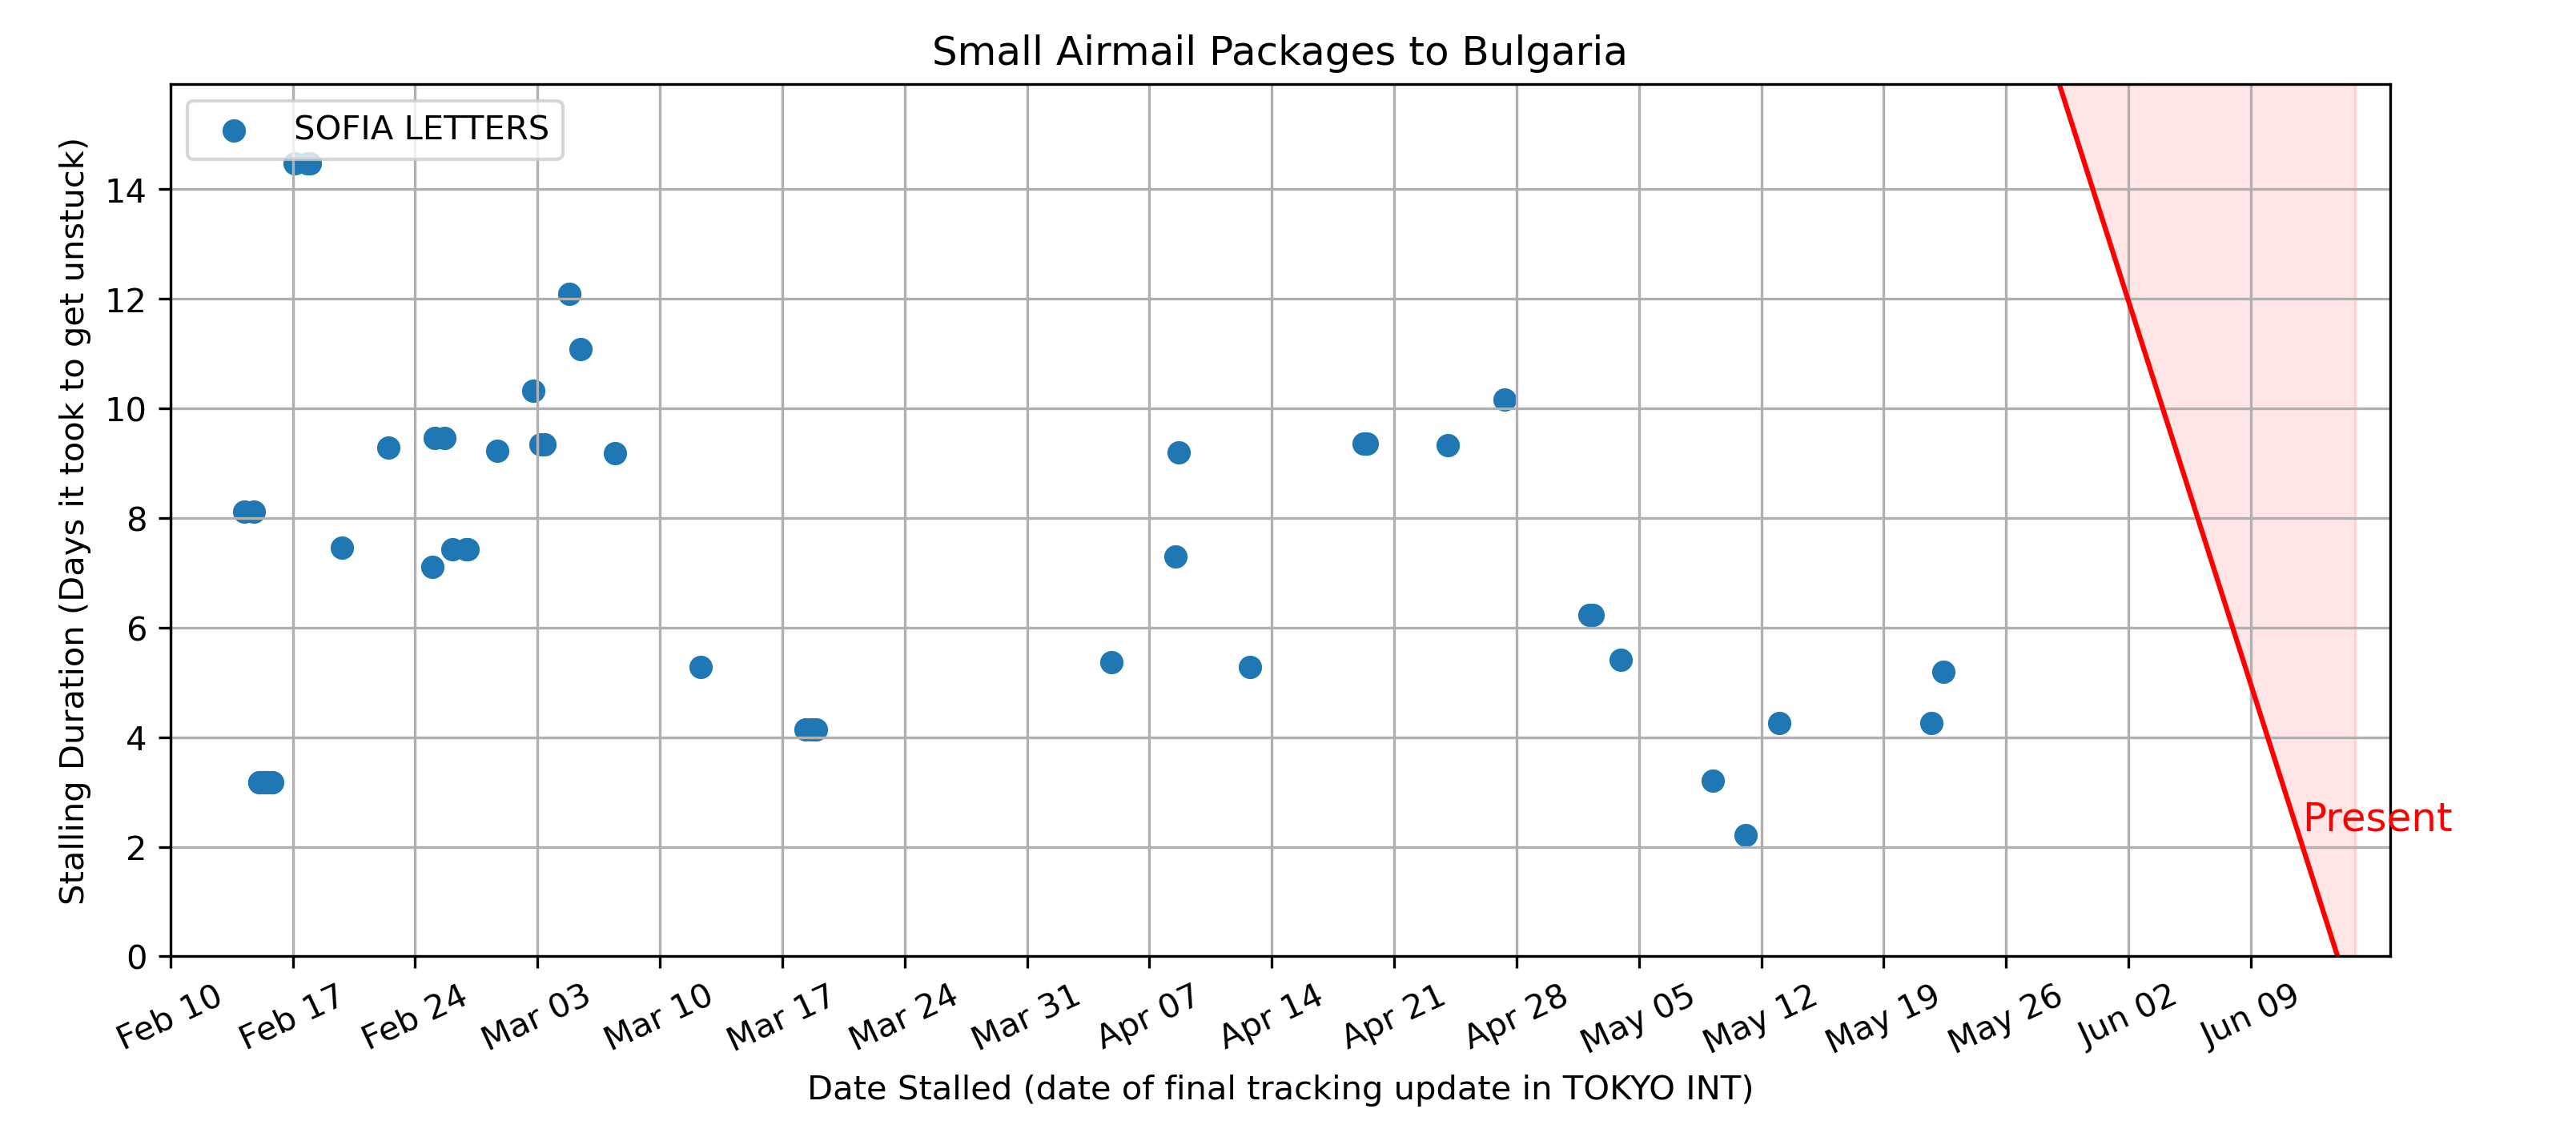 Small Airmail Packages to Bulgaria
SOFIA LETTERS
Stalling Duration (Days it took to get unstuck)
14
12
10
8
6
4
2
0
Present
Feb 10
Feb 17
Feb 24
Mar 03
Mar 10
Mar 17
Mar 24
Mar 31
Apr 07
Apr 14
Apr 21
Apr 28
May 05
May 12
May 19
May 26
Jun 02
Jun 09
Date Stalled (date of final tracking update in TOKYO INT)